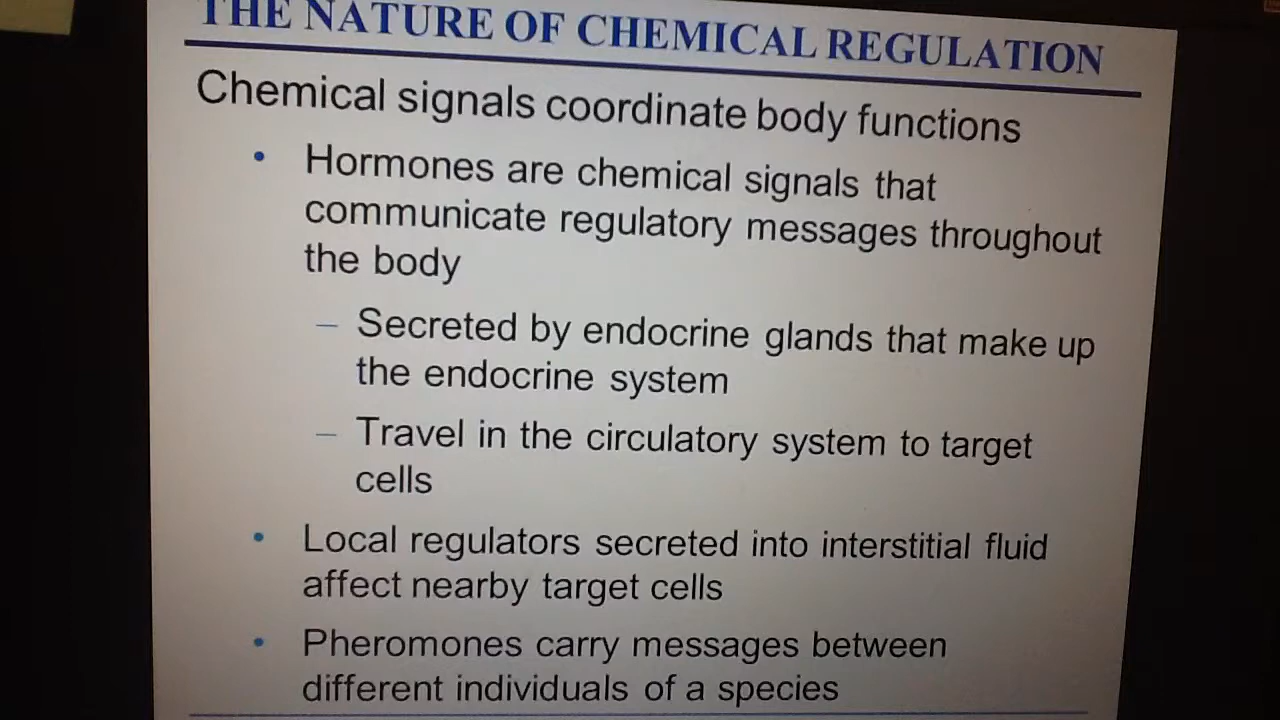 THE NATURE OF CHEMICAL REGULATION
Chemical signals coordinate body functions
• Hormones are chemical signals that
communicate regulatory messages throughout
the body
– Secreted by endocrine glands that make up
the endocrine system
– Travel in the circulatory system to target
cells
• Local regulators secreted into interstitial fluid
affect nearby target cells
• Pheromones carry messages between
different individuals of a species